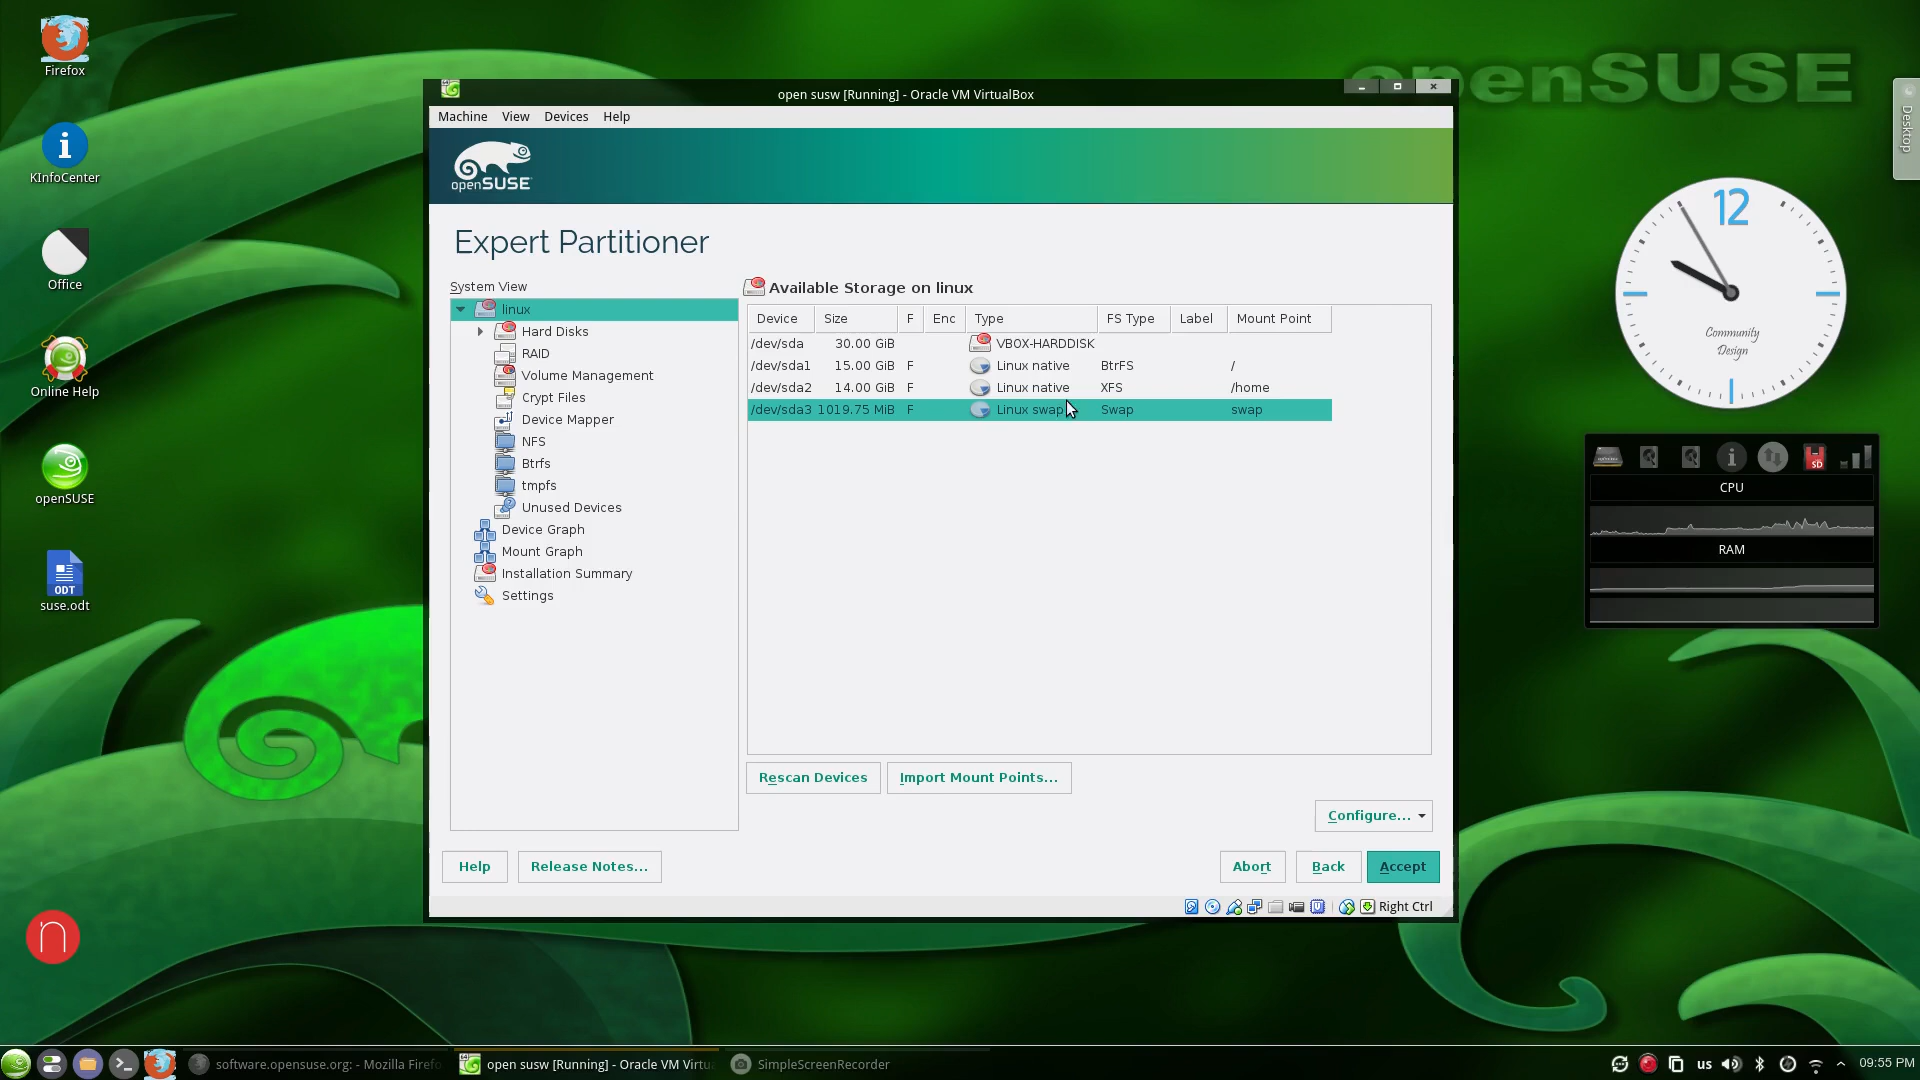 Firefox
KInfoCenter
Office
Online Help
openSUSE
ODT
suse.odt
openSUSE
Desktop
open susw [Running] - Oracle VM VirtualBox
Machine View Devices Help
openSUSE
Expert Partitioner
System View
linux
Hard Disks
RAID
Volume Management
Crypt Files
Device Mapper
NFS
Btrfs
tmpfs
Unused Devices
Device Graph
Mount Graph
Installation Summary
Settings
Available Storage on linux
Device Size F Enc Type FS Type Label Mount Point
/dev/sda 30.00 GiB VBOX-HARDDISK
/dev/sda1 15.00 GiB F Linux native BtrFS /
/dev/sda2 14.00 GiB F Linux native XFS /home
/dev/sda3 1019.75 MiB F Linux swap Swap swap
Rescan Devices Import Mount Points...
Configure...
Help Release Notes... Abort Back Accept
Right Ctrl
12
Community
Design
SD
CPU
RAM
software.opensuse.org: - Mozilla Firefo
open susw [Running] - Oracle VM Virtua
SimpleScreenRecorder
us
09:55 PM